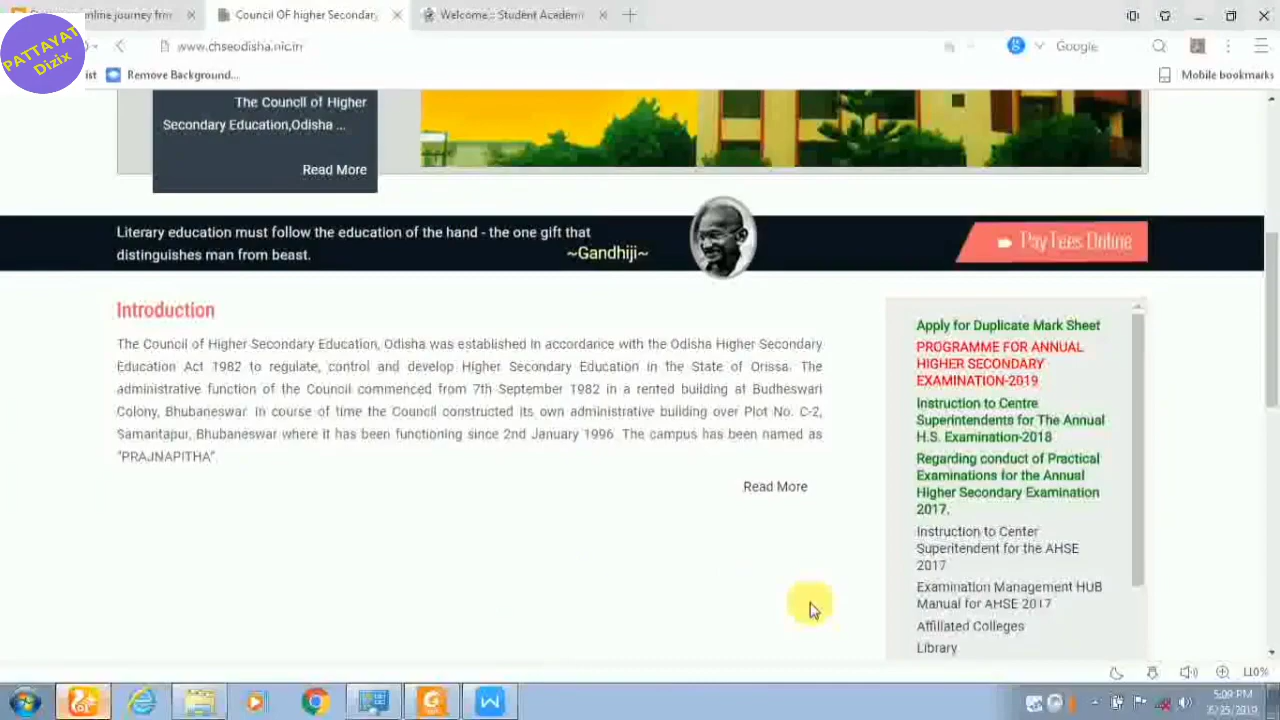 online journey from
Council OF higher Secondary
Welcome :: Student Academi
PATTAYAT
Dizix
www.chseodisha.nic.in
Google
Remove Background...
Mobile bookmarks
The Council of Higher
Secondary Education,Odisha ...
Read More
Literary education must follow the education of the hand - the one gift that
distinguishes man from beast.
~Gandhiji~
Pay Fees Online
Introduction
The Council of Higher Secondary Education, Odisha was established in accordance with the Odisha Higher Secondary
Education Act 1982 to regulate, control and develop Higher Secondary Education in the State of Orissa. The
administrative function of the Council commenced from 7th September 1982 in a rented building at Budheswari
Colony, Bhubaneswar. In course of time the Council constructed its own administrative building over Plot No. C-2,
Samantapur, Bhubaneswar where it has been functioning since 2nd January 1996. The campus has been named as
"PRAJNAPITHA".
Read More
Apply for Duplicate Mark Sheet
PROGRAMME FOR ANNUAL
HIGHER SECONDARY
EXAMINATION-2019
Instruction to Centre
Superintendents for The Annual
H.S. Examination-2018
Regarding conduct of Practical
Examinations for the Annual
Higher Secondary Examination
2017.
Instruction to Center
Superitendent for the AHSE
2017
Examination Management HUB
Manual for AHSE 2017
Affiliated Colleges
Library
110%
5:09 PM